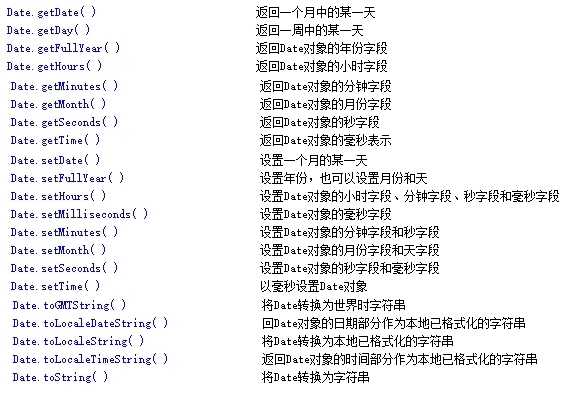 Date.getDate( ) 返回一个月中的某一天
Date.getDay( ) 返回一周中的某一天
Date.getFullYear( ) 返回Date对象的年份字段
Date.getHours( ) 返回Date对象的小时字段
Date.getMinutes( ) 返回Date对象的分钟字段
Date.getMonth( ) 返回Date对象的月份字段
Date.getSeconds( ) 返回Date对象的秒字段
Date.getTime( ) 返回Date对象的毫秒表示
Date.setDate( ) 设置一个月的某一天
Date.setFullYear( ) 设置年份，也可以设置月份和天
Date.setHours( ) 设置Date对象的小时字段、分钟字段、秒字段和毫秒字段
Date.setMilliseconds( ) 设置Date对象的毫秒字段
Date.setMinutes( ) 设置Date对象的分钟字段和秒字段
Date.setMonth( ) 设置Date对象的月份字段和天字段
Date.setSeconds( ) 设置Date对象的秒字段和毫秒字段
Date.setTime( ) 以毫秒设置Date对象
Date.toGMTString( ) 将Date转换为世界时字符串
Date.toLocaleDateString( ) 回Date对象的日期部分作为本地已格式化的字符串
Date.toLocaleString( ) 将Date转换为本地已格式化的字符串
Date.toLocaleTimeString( ) 返回Date对象的时间部分作为本地已格式化的字符串
Date.toString( ) 将Date转换为字符串